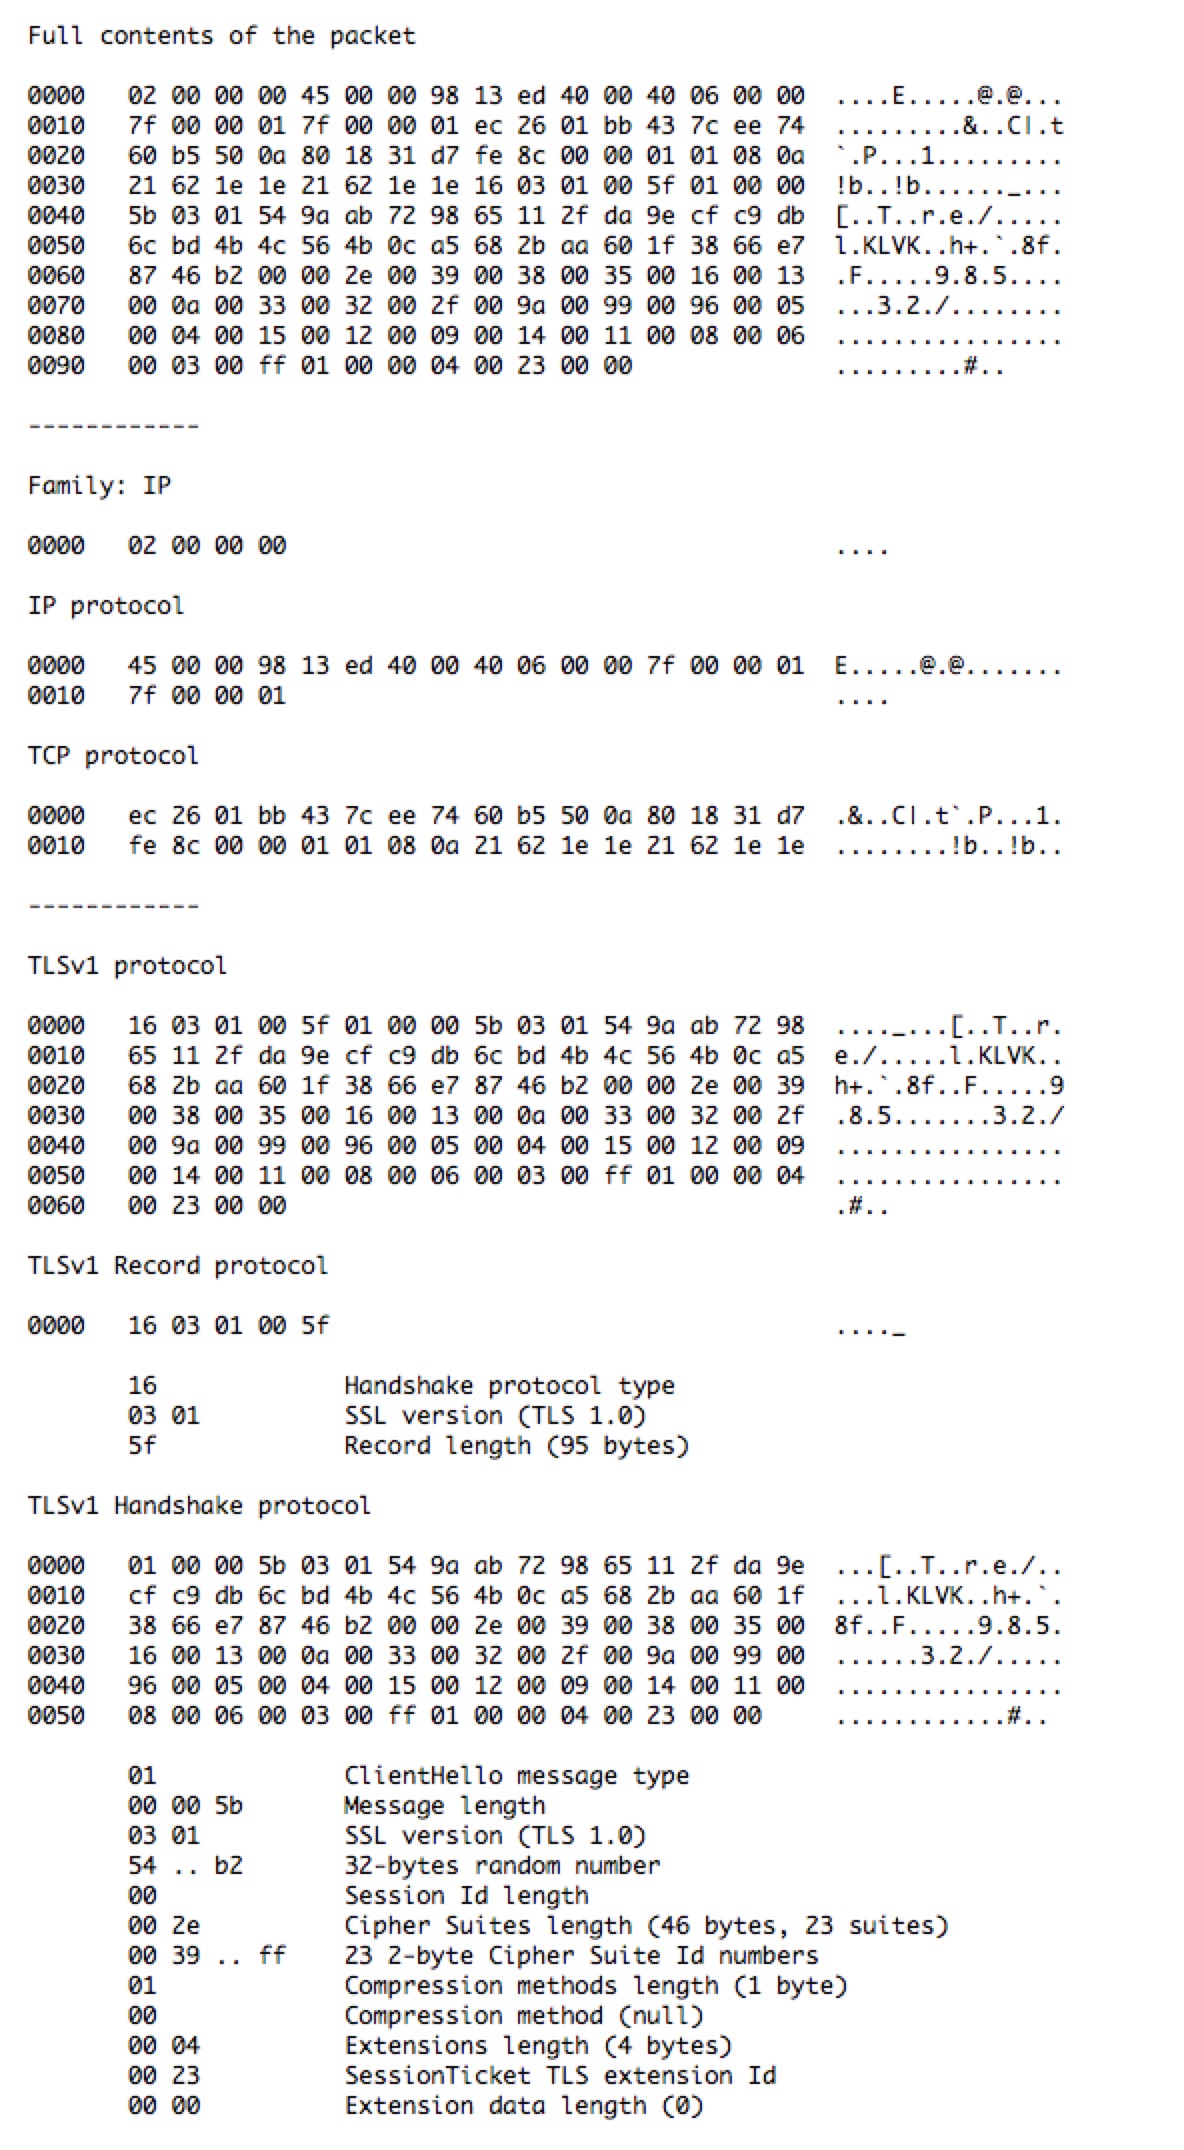 Full contents of the packet
0000   02 00 00 00 45 00 00 98 13 ed 40 00 40 06 00 00  ....E.....@.@...
0010   7f 00 00 01 7f 00 00 01 ec 26 01 bb 43 7c ee 74  .........&..C|.t
0020   60 b5 50 0a 80 18 31 d7 fe 8c 00 00 01 01 08 0a  `.P...1.........
0030   21 62 1e 1e 21 62 1e 1e 16 03 01 00 5f 01 00 00  !b..!b......_...
0040   5b 03 01 54 9a ab 72 98 65 11 2f da 9e cf c9 db  [..T..r.e./.....
0050   6c bd 4b 4c 56 4b 0c a5 68 2b aa 60 1f 38 66 e7  l.KLVK..h+.`.8f.
0060   87 46 b2 00 00 2e 00 39 00 38 00 35 00 16 00 13  .F.....9.8.5....
0070   00 0a 00 33 00 32 00 2f 00 9a 00 99 00 96 00 05  ...3.2./........
0080   00 04 00 15 00 12 00 09 00 14 00 11 00 08 00 06  ................
0090   00 03 00 ff 01 00 00 04 00 23 00 00              .........#..
------------
Family: IP
0000   02 00 00 00                                      ....
IP protocol
0000   45 00 00 98 13 ed 40 00 40 06 00 00 7f 00 00 01  E.....@.@.......
0010   7f 00 00 01                                      ....
TCP protocol
0000   ec 26 01 bb 43 7c ee 74 60 b5 50 0a 80 18 31 d7  .&..C|.t`.P...1.
0010   fe 8c 00 00 01 01 08 0a 21 62 1e 1e 21 62 1e 1e  ........!b..!b..
------------
TLSv1 protocol
0000   16 03 01 00 5f 01 00 00 5b 03 01 54 9a ab 72 98  ...._...[..T..r.
0010   65 11 2f da 9e cf c9 db 6c bd 4b 4c 56 4b 0c a5  e./.....l.KLVK..
0020   68 2b aa 60 1f 38 66 e7 87 46 b2 00 00 2e 00 39  h+.`.8f..F.....9
0030   00 38 00 35 00 16 00 13 00 0a 00 33 00 32 00 2f  .8.5.......3.2./
0040   00 9a 00 99 00 96 00 05 00 04 00 15 00 12 00 09  ................
0050   00 14 00 11 00 08 00 06 00 03 00 ff 01 00 00 04  ................
0060   00 23 00 00                                      .#..
TLSv1 Record protocol
0000   16 03 01 00 5f                                   ...._
16             Handshake protocol type
03 01          SSL version (TLS 1.0)
5f             Record length (95 bytes)
TLSv1 Handshake protocol
0000   01 00 00 5b 03 01 54 9a ab 72 98 65 11 2f da 9e  ...[..T..r.e./..
0010   cf c9 db 6c bd 4b 4c 56 4b 0c a5 68 2b aa 60 1f  ...l.KLVK..h+.`.
0020   38 66 e7 87 46 b2 00 00 2e 00 39 00 38 00 35 00  8f..F.....9.8.5.
0030   16 00 13 00 0a 00 33 00 32 00 2f 00 9a 00 99 00  ......3.2./.....
0040   96 00 05 00 04 00 15 00 12 00 09 00 14 00 11 00  ................
0050   08 00 06 00 03 00 ff 01 00 00 04 00 23 00 00     ............#..
01             ClientHello message type
00 00 5b       Message length
03 01          SSL version (TLS 1.0)
54 .. b2       32-bytes random number
00             Session Id length
00 2e          Cipher Suites length (46 bytes, 23 suites)
00 39 .. ff    23 2-byte Cipher Suite Id numbers
01             Compression methods length (1 byte)
00             Compression method (null)
00 04          Extensions length (4 bytes)
00 23          SessionTicket TLS extension Id
00 00          Extension data length (0)